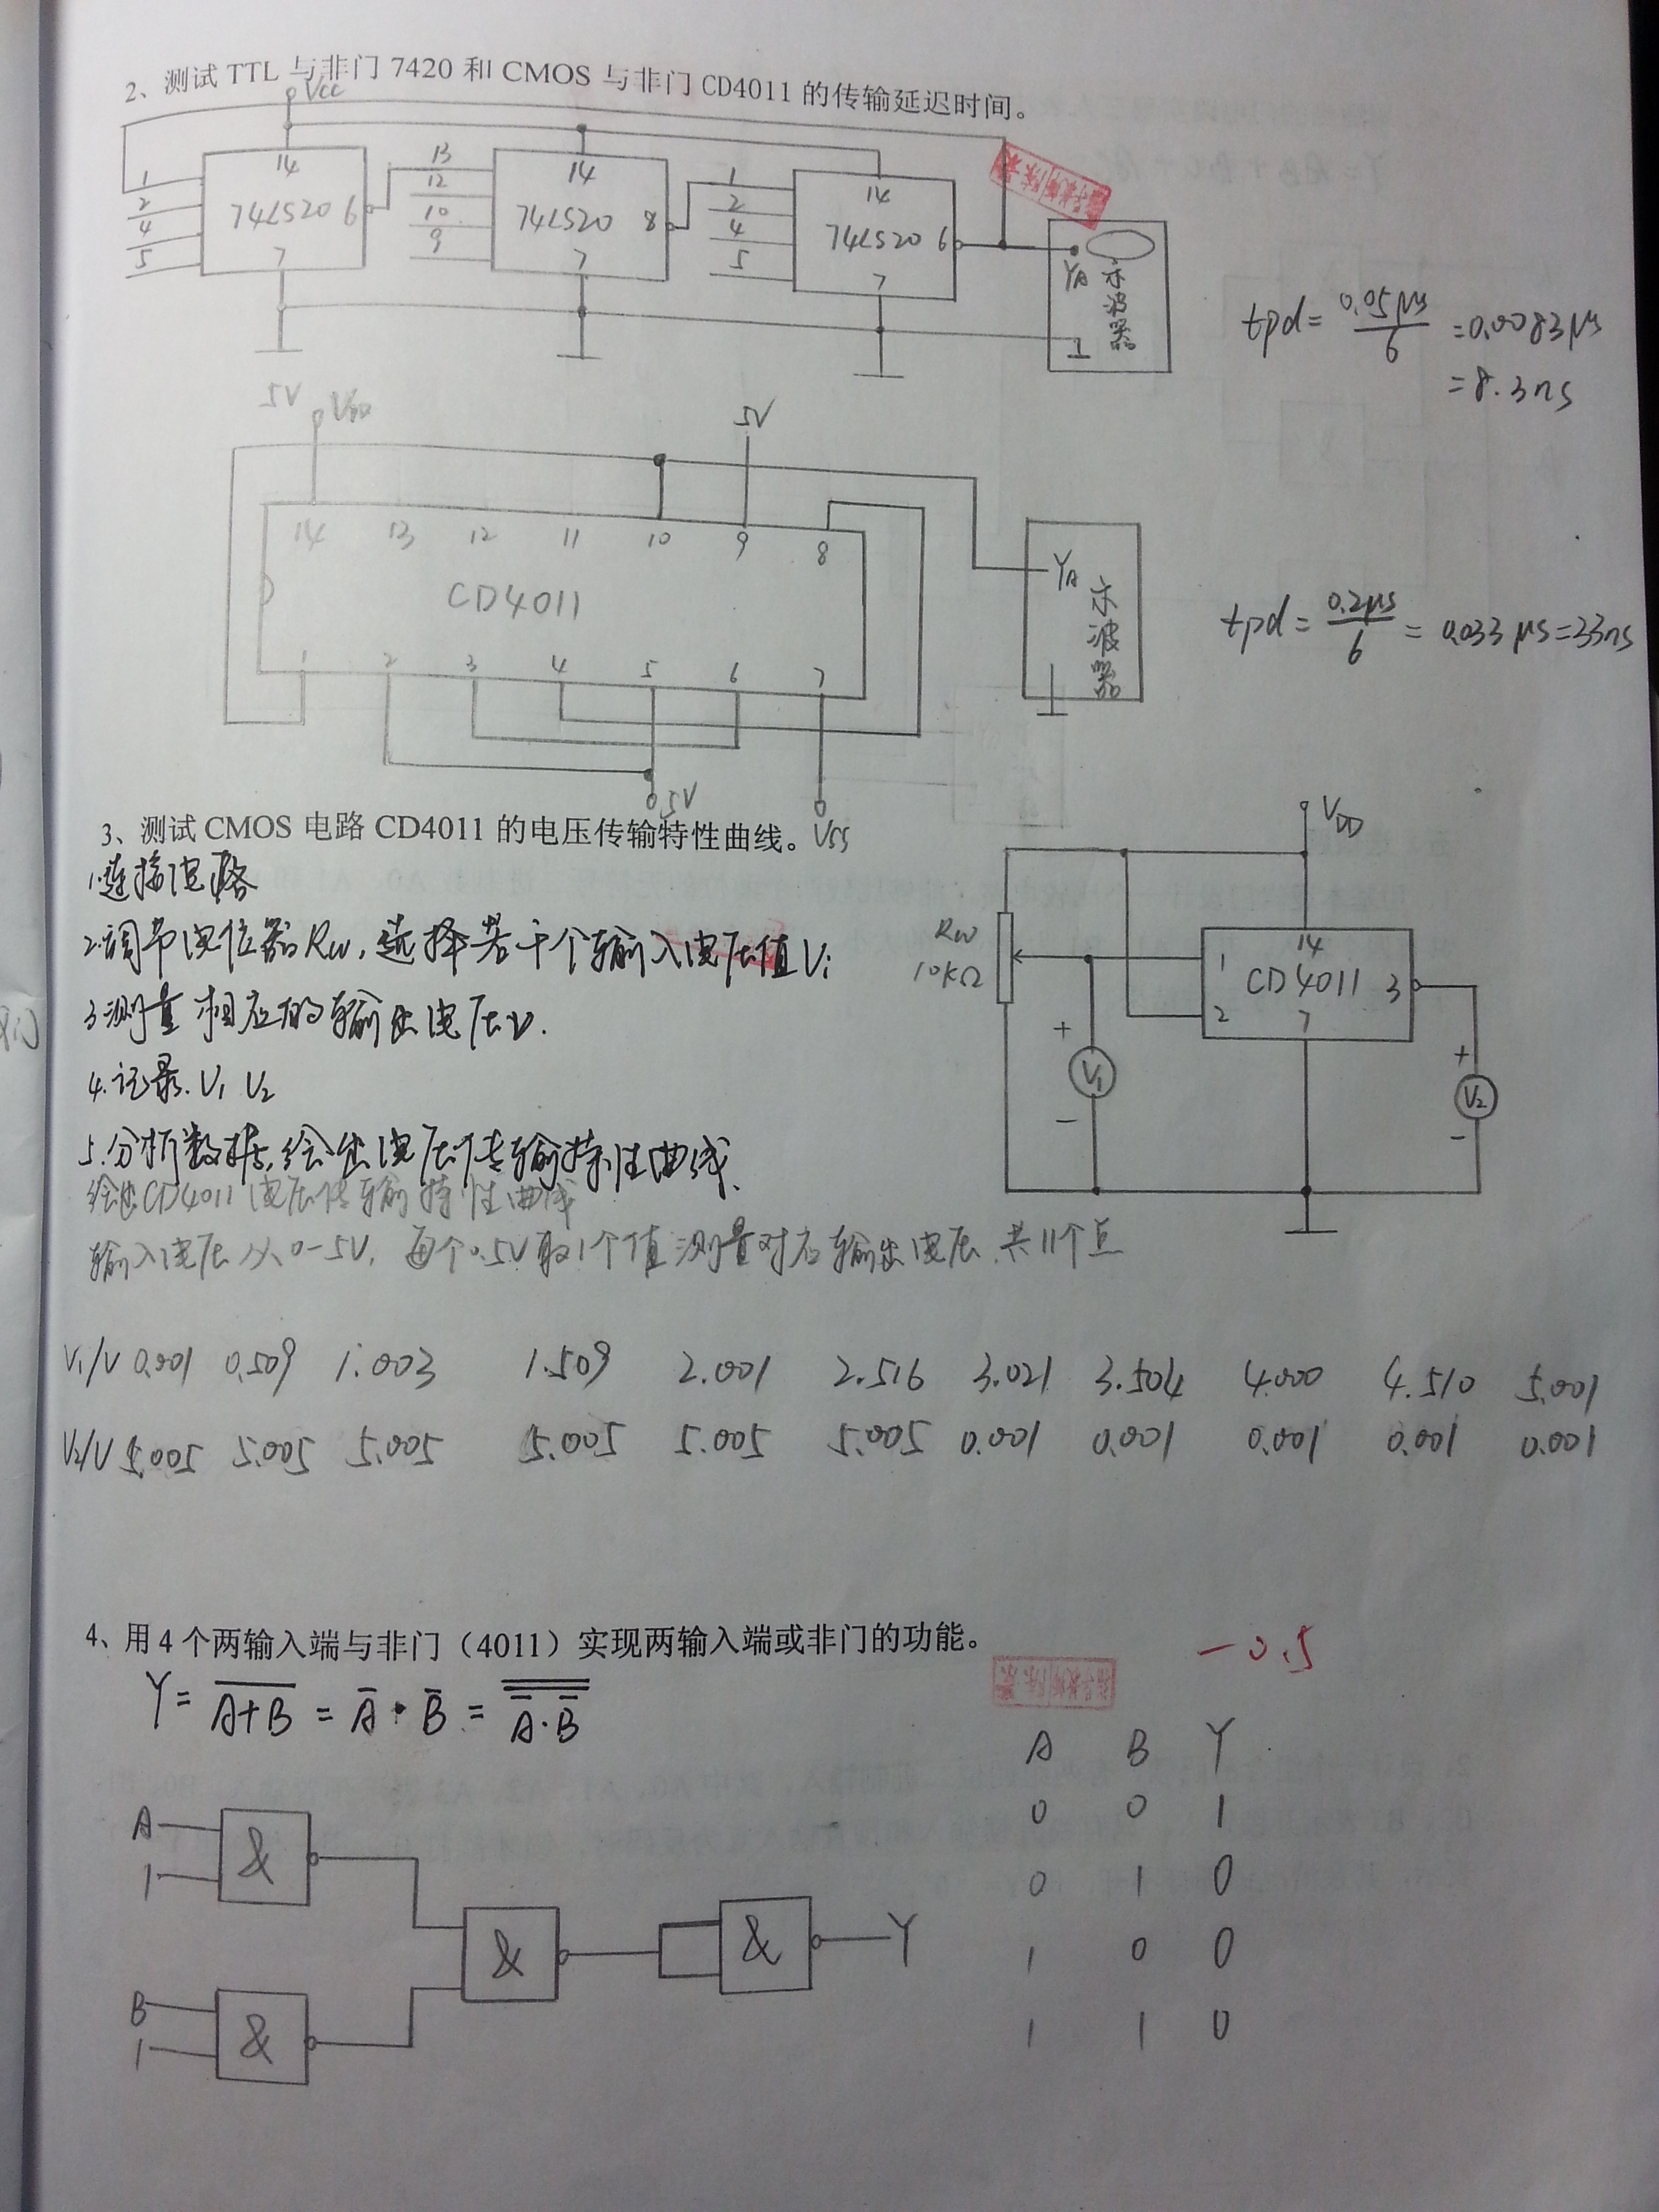 2、测试 TTL 与非门 7420 和 CMOS 与非门 CD4011 的传输延迟时间。
Vcc
14 13 14 1 14
1 12 2
2 74LS20 6 10 74LS20 8 4 74LS20 6
4 9 5
5 7 7 7
YA 示波器
tpd = 0.05μs/6 = 0.0083μs
= 8.3ns
5V VDD 5V
14 13 12 11 10 9 8
CD4011
1 2 3 4 5 6 7
YA 示波器
tpd = 0.2μs/6 = 0.033μs = 33ns
5V VSS
3、测试 CMOS 电路 CD4011 的电压传输特性曲线。
1.连接电路
2.调节电位器Rw,选择若干个输入电压值Vi
3.测量相应的输出电压V.
4.记录.V1 V2
5.分析数据,绘出电压传输特性曲线.
绘出CD4011电压传输特性曲线
输入电压从0-5V,每个0.5V取1个值测量对应输出电压.共11个点
VDD
Rw
10KΩ
14
1 CD4011 3
2 7
+ V1 -
+ V2 -
V1/V 0.001 0.509 1.003 1.509 2.001 2.516 3.021 3.504 4.000 4.510 5.001
V2/V 5.005 5.005 5.005 5.005 5.005 5.005 0.001 0.001 0.001 0.001 0.001
4、用 4 个两输入端与非门（4011）实现两输入端或非门的功能。
-0.5
Y = \overline{A+B} = \overline{A}·\overline{B} = \overline{\overline{\overline{A}·\overline{B}}}
A B Y
0 0 1
0 1 0
1 0 0
1 1 0
A
1 &
& & Y
B
1 &